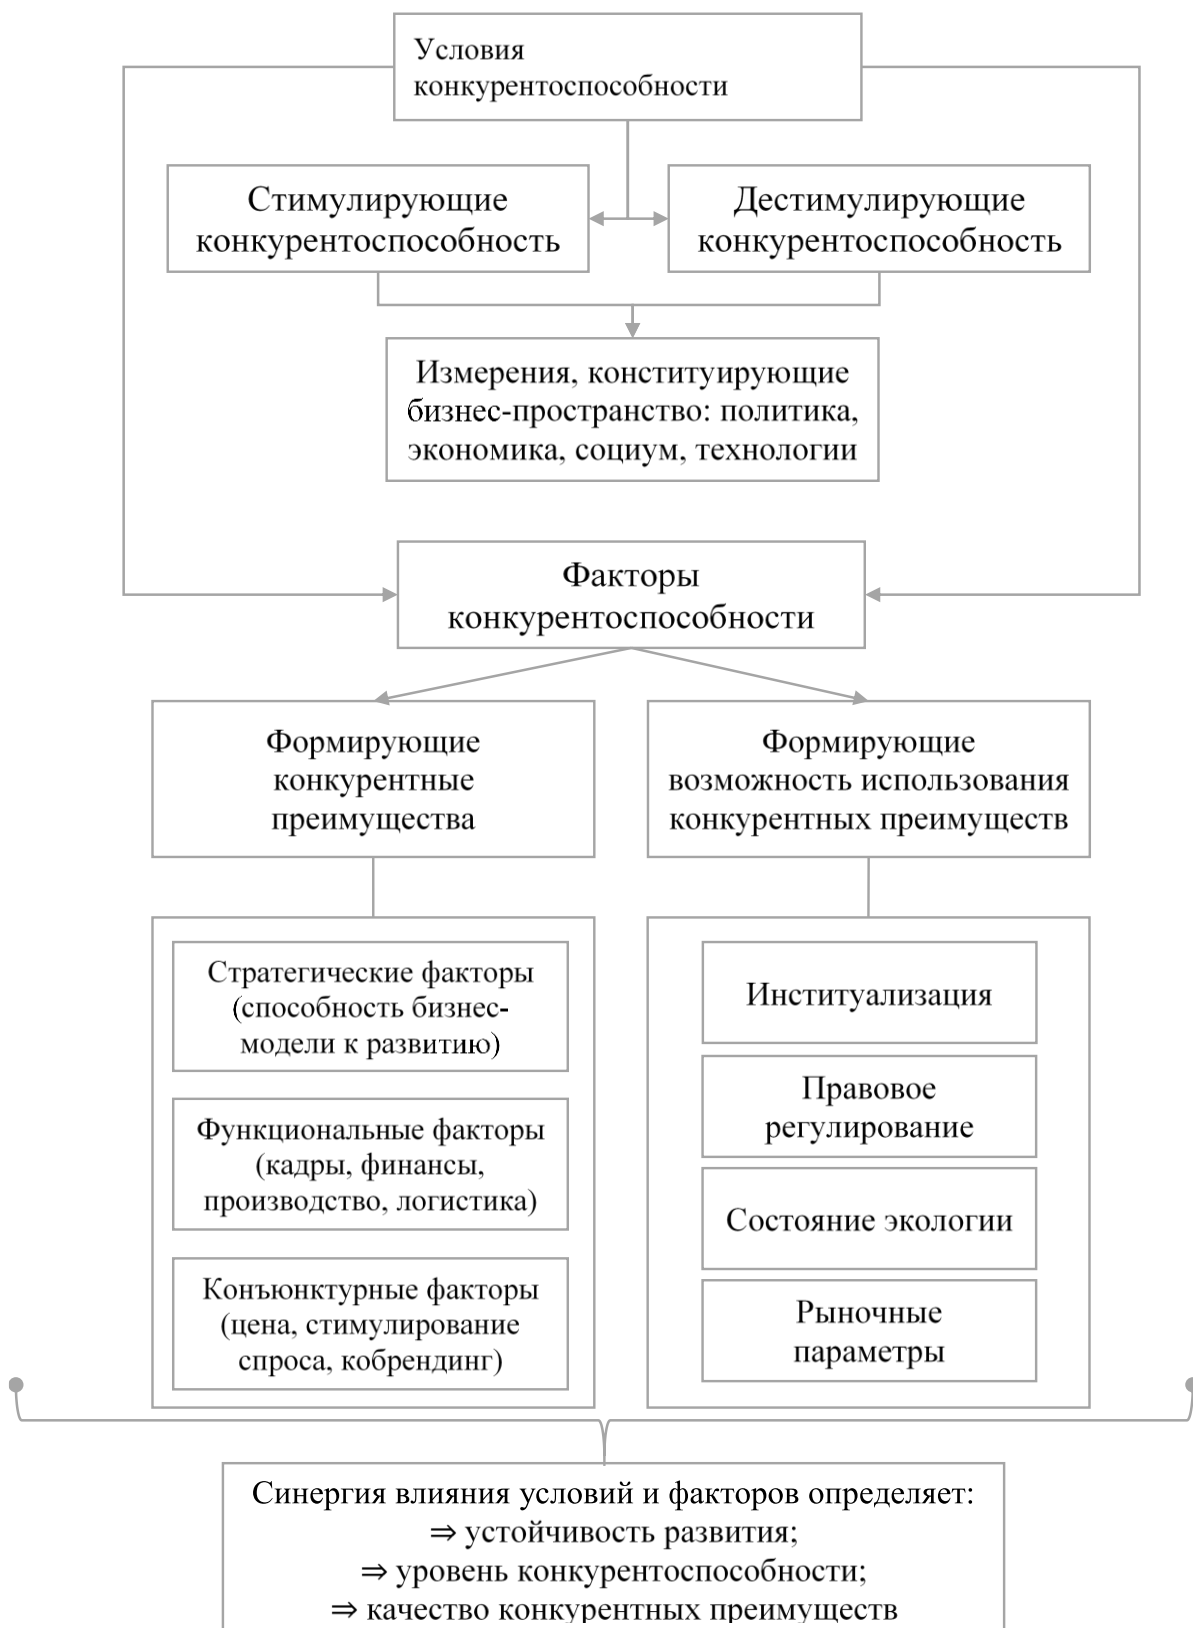 Условия
конкурентоспособности
Стимулирующие
конкурентоспособность
Дестимулирующие
конкурентоспособность
Измерения, конституирующие
бизнес-пространство: политика,
экономика, социум, технологии
Факторы
конкурентоспособности
Формирующие
конкурентные
преимущества
Формирующие
возможность использования
конкурентных преимуществ
Стратегические факторы
(способность бизнес-
модели к развитию)
Функциональные факторы
(кадры, финансы,
производство, логистика)
Конъюнктурные факторы
(цена, стимулирование
спроса, кобрендинг)
Институализация
Правовое
регулирование
Состояние экологии
Рыночные
параметры
Синергия влияния условий и факторов определяет:
⇒ устойчивость развития;
⇒ уровень конкурентоспособности;
⇒ качество конкурентных преимуществ